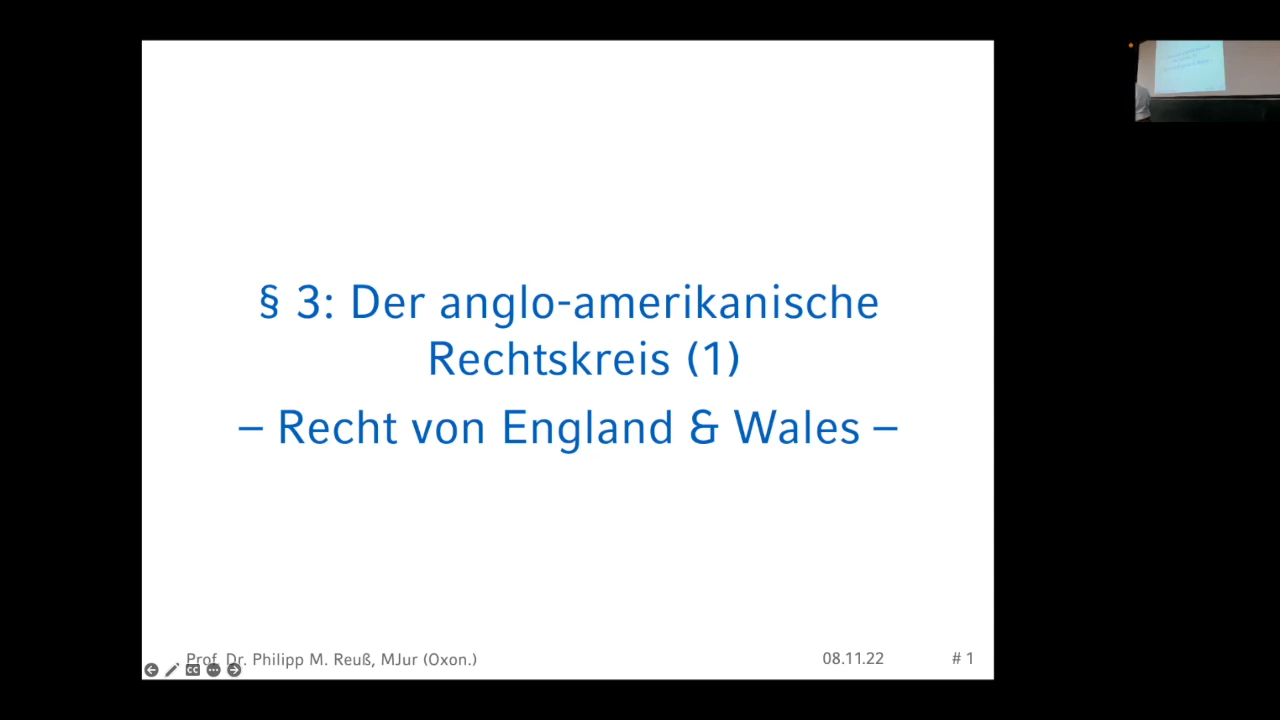 § 3: Der anglo-amerikanische
Rechtskreis (1)
– Recht von England & Wales –
Prof. Dr. Philipp M. Reuß, MJur (Oxon.)
08.11.22
# 1